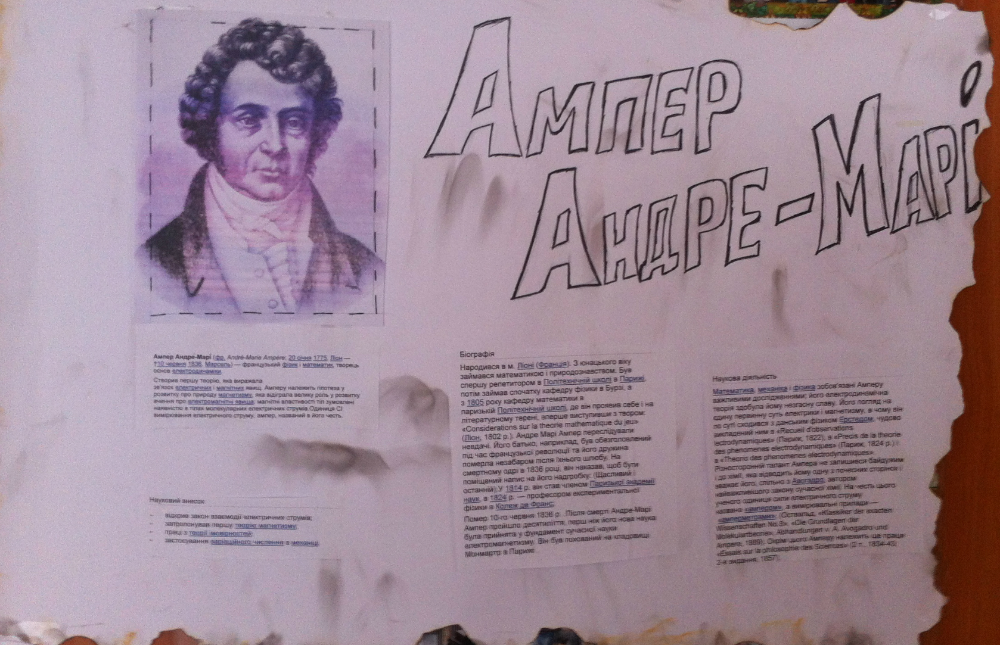 АМПЕР
АНДРЕ-МАРІ
Ампер Андре-Марі (фр. André-Marie Ampère; 20 січня 1775, Ліон —
†10 червня 1836, Марсель) — французький фізик і математик, творець
основ електродинаміки.
Створив першу теорію, яка виражала
зв'язок електричних і магнітних явищ. Амперу належить гіпотеза у
розвитку про природу магнетизму, яка відіграла велику роль у розвитку
вчення про електромагнітні явища: магнітні властивості тіл зумовлені
наявністю в тілах молекулярних електричних струмів.Одиниця СІ
вимірювання електричного струму, ампер, названий в його честь.
Науковий внесок
- відкрив закон взаємодії електричних струмів;
- запропонував першу теорію магнетизму;
- праці з теорії ймовірностей;
- застосування варіаційного числення в механіці.
Біографія
Народився в м. Ліоні (Франція). З юнацького віку
займався математикою і природознавством. Був
спершу репетитором в Політехнічній школі в Парижі,
потім займав спочатку кафедру фізики в Бурзі, а
з 1805 року кафедру математики в
паризькій Політехнічній школі, де він проявив себе і на
літературному терені, вперше виступивши з твором:
«Considerations sur la theorie mathematique du jeu»
(Ліон, 1802 р.). Андре Марі Ампер переслідували
невдачі. Його батько, наприклад, був обезголовлений
під час французької революції та його дружина
померла незабаром після їхнього шлюбу. На
смертному одрі в 1836 році, він наказав, щоб бути
поміщений напис на його надгробку: (Щасливий і
останній).У 1814 р. він став членом Париської академії
наук, в 1824 р. — професором експериментальної
фізики в Колеж де Франс.
Помер 10-го червня 1836 р. Після смерті Андре-Марі
Ампер пройшло десятиліття, перш ніж його нова наука
була прийнята у фундамент сучасної науки
електромагнетизму. Він був похований на кладовищі
Монмартр в Парижі
Наукова діяльність
Математика, механіка і фізика зобов'язані Амперу
важливими дослідженнями; його електродинамічна
теорія здобула йому незгасну славу. Його погляд на
єдину первинну суть електрики і магнетизму, в чому він
по суті сходився з данським фізиком Ерстедом, чудово
викладений ним в «Recueil d'observations
lectrodynamiques» (Париж, 1822), в «Precis de la theorie
des phenomenes electrodynamiques» (Париж, 1824 р.) і
в «Theorie des phenomenes electrodynamiques».
Різносторонній талант Ампера не залишився байдужим
і до хімії, яка відводить йому одну з почесних сторінок і
вважає його, спільно з Авогадро, автором
найважливішого закону сучасної хімії. На честь цього
ученого одиниця сили електричного струму
названа «ампером», а вимірювальні прилади —
«амперметрами». (Оствальд, «Klassiker der exacten
Wissenschaften No.3». «Die Grundlagen der
Molekulartheorie», Abhandlungen v. A. Avogadro und
Ampere, 1889). Окрім цього Амперу належить ще праця
«Essais sur la philosophie des Sciences» (2 т., 1834-43;
2-е видання, 1857).